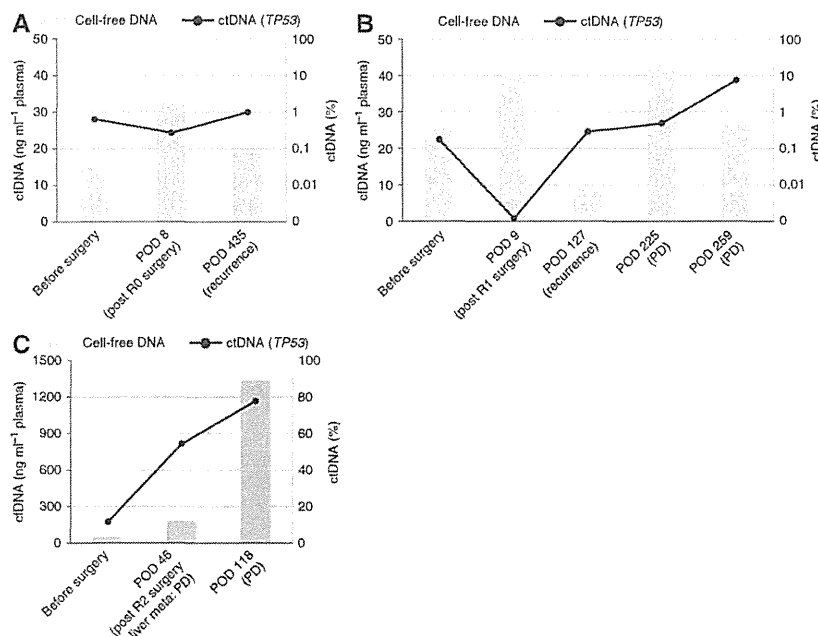 A
Cell-free DNA
ctDNA (TP53)
50
40
30
20
10
0
cfDNA (ng ml⁻¹ plasma)
100
10
1
0.1
0.01
0
ctDNA (%)
Before surgery
POD 8
(post R0 surgery)
POD 435
(recurrence)
B
Cell-free DNA
ctDNA (TP53)
50
40
30
20
10
0
cfDNA (ng ml⁻¹ plasma)
100
10
1
0.1
0.01
0
ctDNA (%)
Before surgery
POD 9
(post R1 surgery)
POD 127
(recurrence)
POD 225
(PD)
POD 259
(PD)
C
Cell-free DNA
ctDNA (TP53)
1500
1200
900
600
300
0
cfDNA (ng ml⁻¹ plasma)
100
80
60
40
20
0
ctDNA (%)
Before surgery
POD 46
(post R2 surgery
liver meta: PD)
POD 118
(PD)